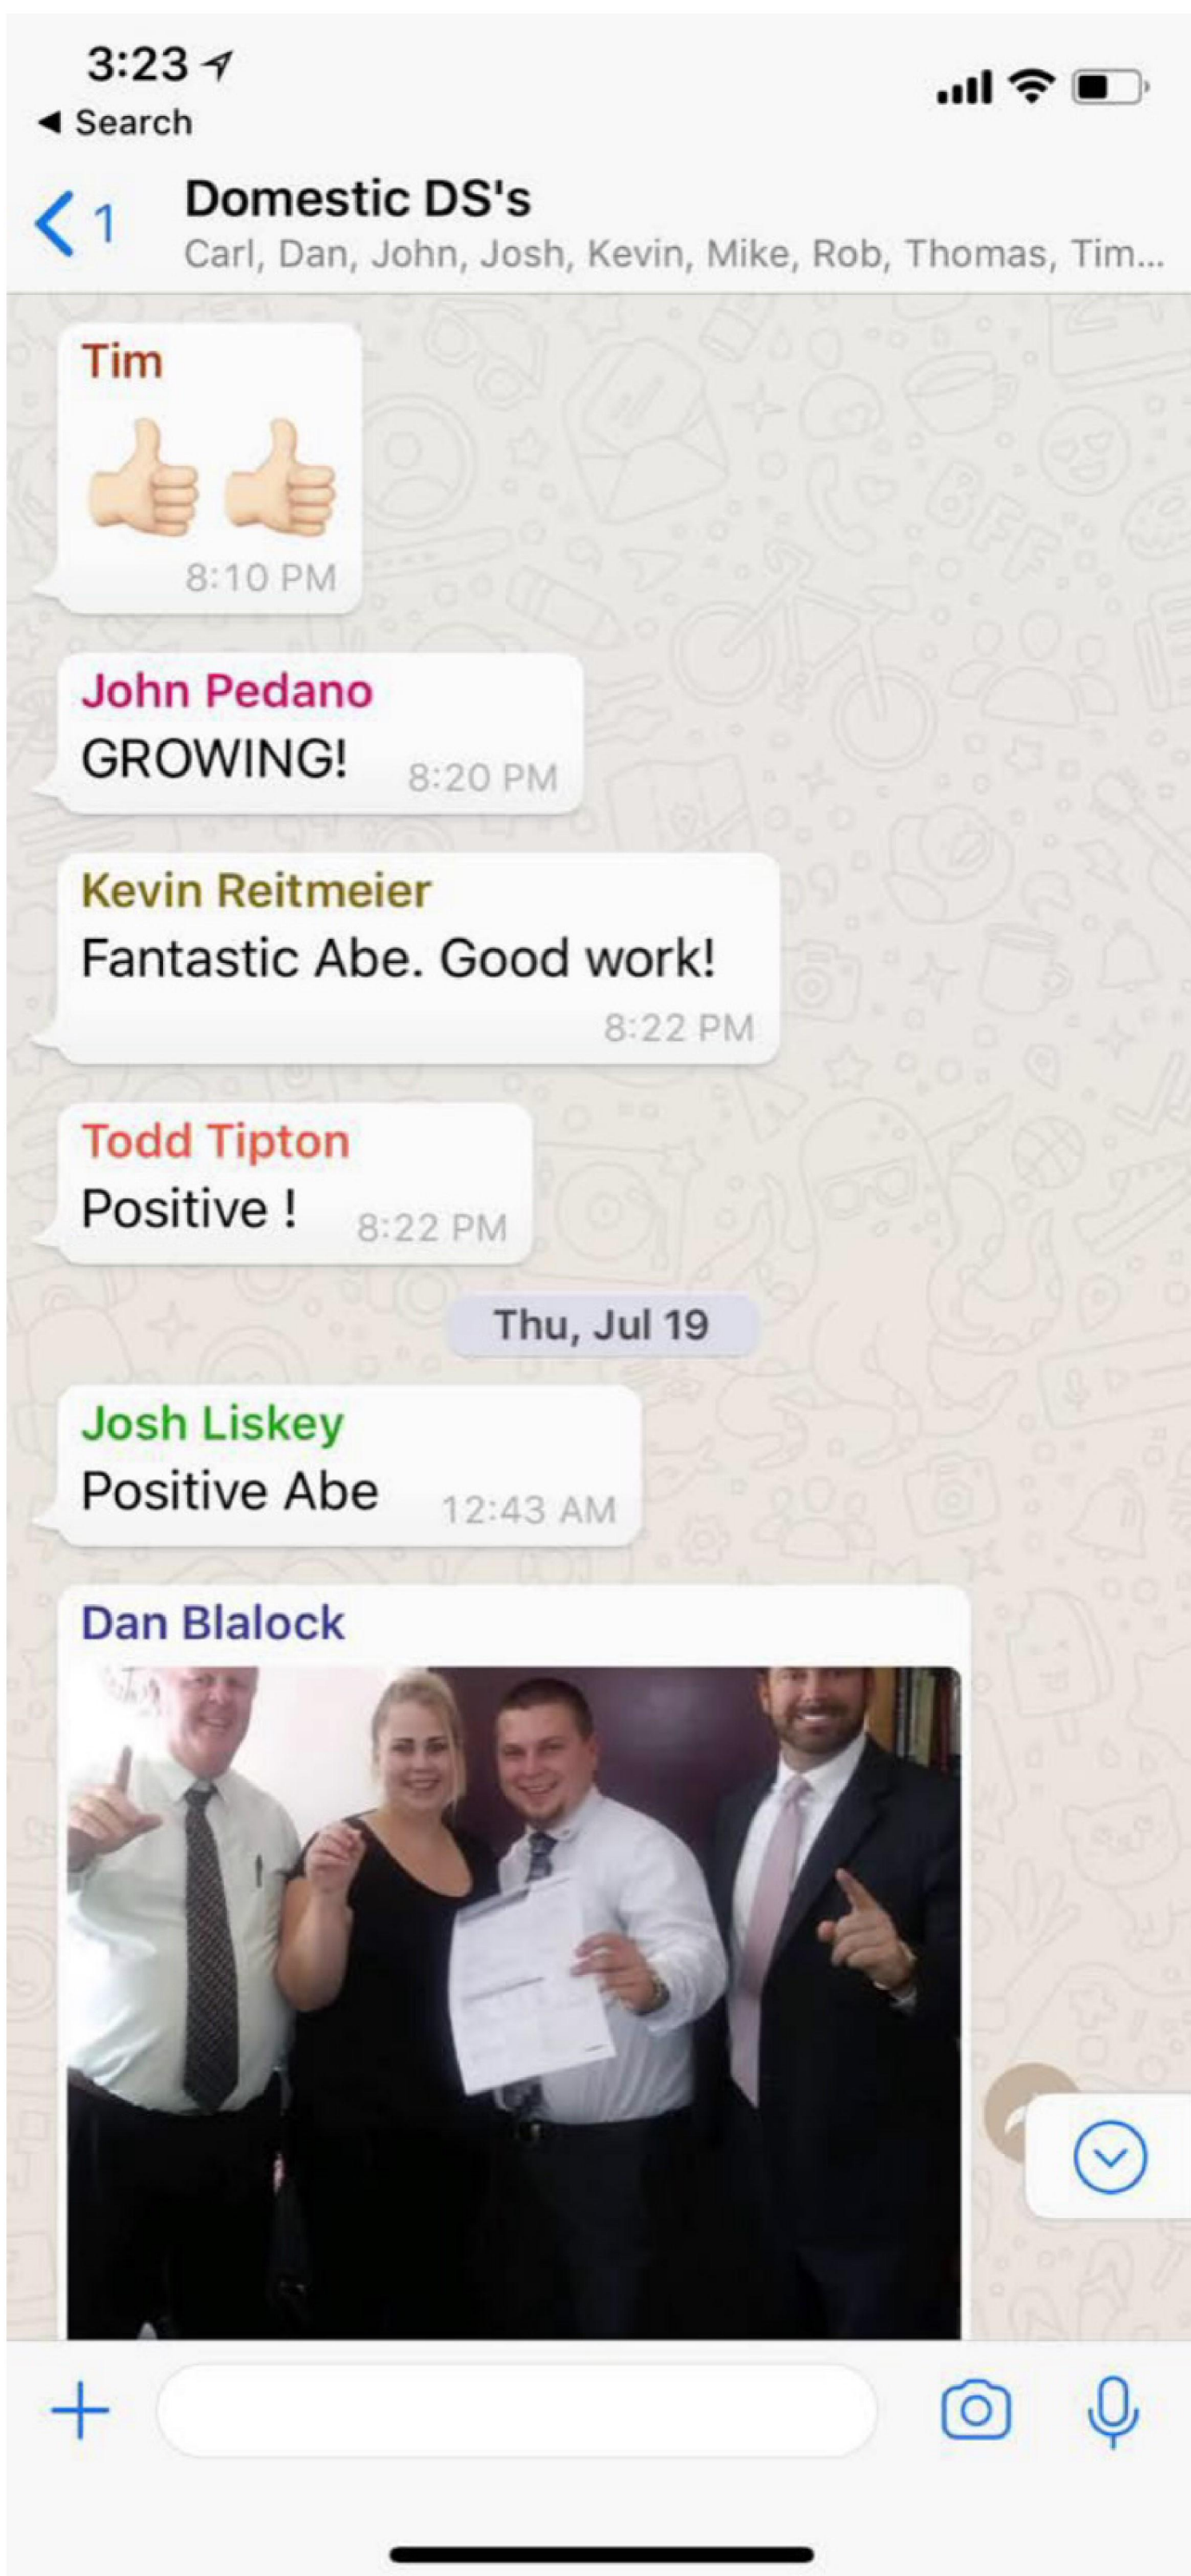 3:23
Search
1
Domestic DS's
Carl, Dan, John, Josh, Kevin, Mike, Rob, Thomas, Tim...
Tim
8:10 PM
John Pedano
GROWING!
8:20 PM
Kevin Reitmeier
Fantastic Abe. Good work!
8:22 PM
Todd Tipton
Positive !
8:22 PM
Thu, Jul 19
Josh Liskey
Positive Abe
12:43 AM
Dan Blalock